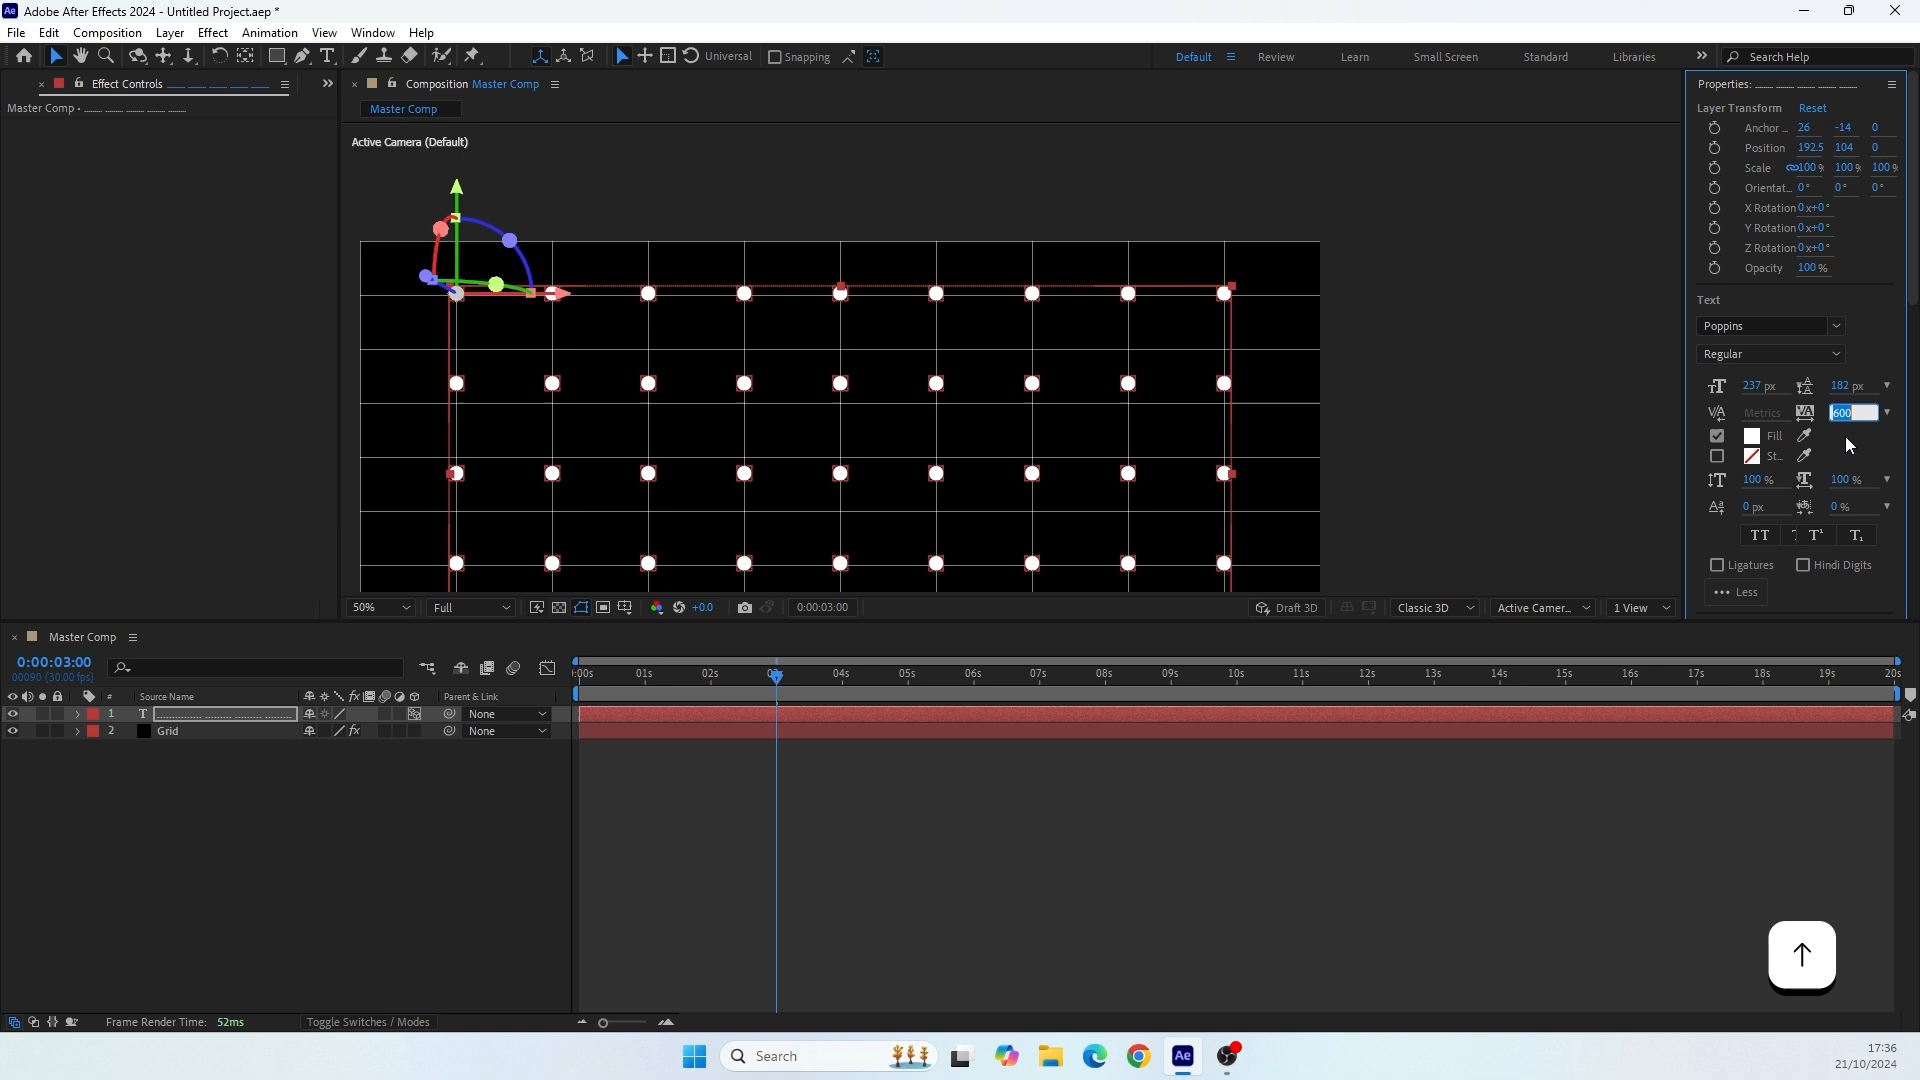 Ae Adobe After Effects 2024 - Untitled Project.aep *
File Edit Composition Layer Effect Animation View Window Help
Universal Snapping Default Review Learn Small Screen Standard Libraries Search Help
Effect Controls
Composition Master Comp
Properties:
Master Comp •
Master Comp
Active Camera (Default)
Layer Transform Reset
Anchor ... 26 -14 0
Position 192.5 104 0
Scale 100 % 100 % 100 %
Orientat... 0° 0° 0°
X Rotation 0x+0°
Y Rotation 0x+0°
Z Rotation 0x+0°
Opacity 100 %
Text
Poppins
Regular
237 px 182 px
Metrics 600
Fill
St...
100 % 100 %
0 px 0 %
Ligatures Hindi Digits
••• Less
50% Full +0.0 0:00:03:00 Draft 3D Classic 3D Active Camer... 1 View
Master Comp
0:00:03:00
00090 (30.00 fps)
:00s 01s 02s 03s 04s 05s 06s 07s 08s 09s 10s 11s 12s 13s 14s 15s 16s 17s 18s 19s 20s
# Source Name Parent & Link
1 T None
2 Grid None
Frame Render Time: 52ms Toggle Switches / Modes
Search
17:36
21/10/2024